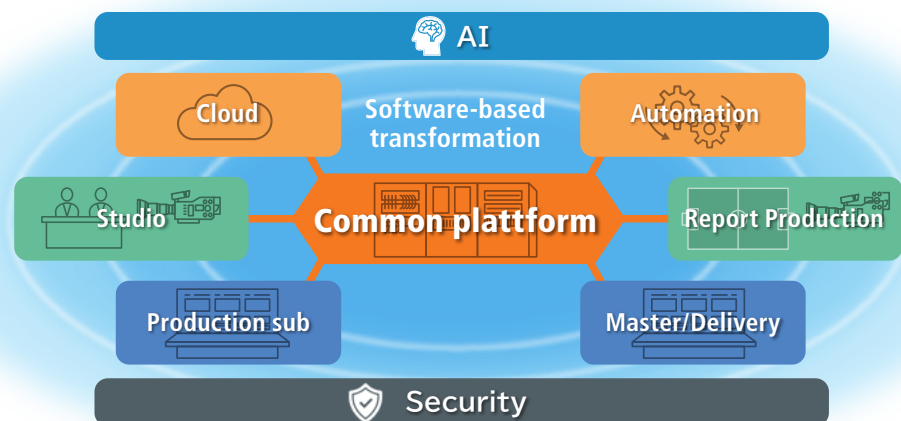 AI
Cloud
Software-based
transformation
Automation
Studio
Common plattform
Report Production
Production sub
Master/Delivery
Security